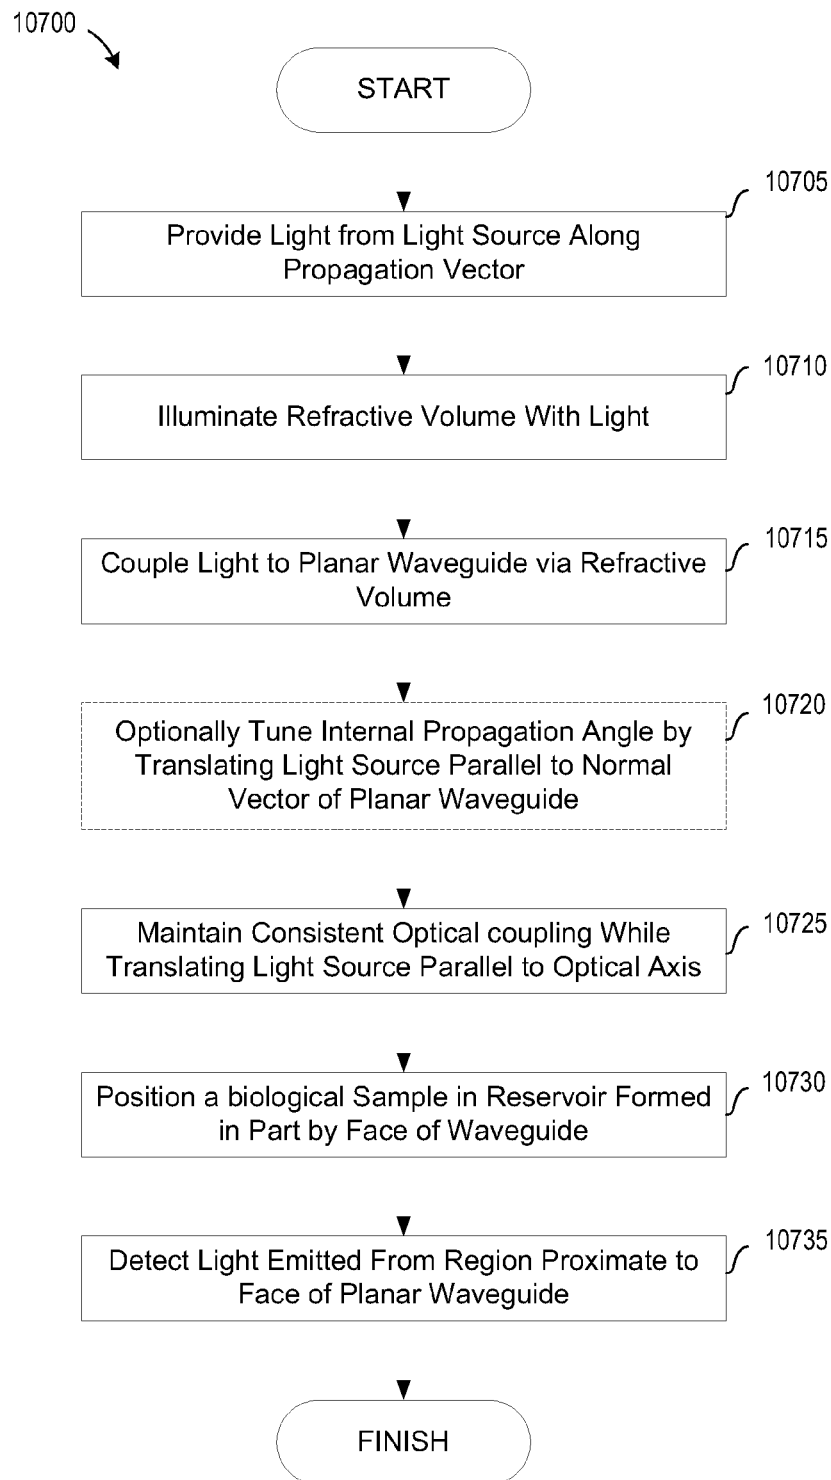 10700
START
10705
Provide Light from Light Source Along
Propagation Vector
10710
Illuminate Refractive Volume With Light
10715
Couple Light to Planar Waveguide via Refractive
Volume
10720
Optionally Tune Internal Propagation Angle by
Translating Light Source Parallel to Normal
Vector of Planar Waveguide
10725
Maintain Consistent Optical coupling While
Translating Light Source Parallel to Optical Axis
10730
Position a biological Sample in Reservoir Formed
in Part by Face of Waveguide
10735
Detect Light Emitted From Region Proximate to
Face of Planar Waveguide
FINISH